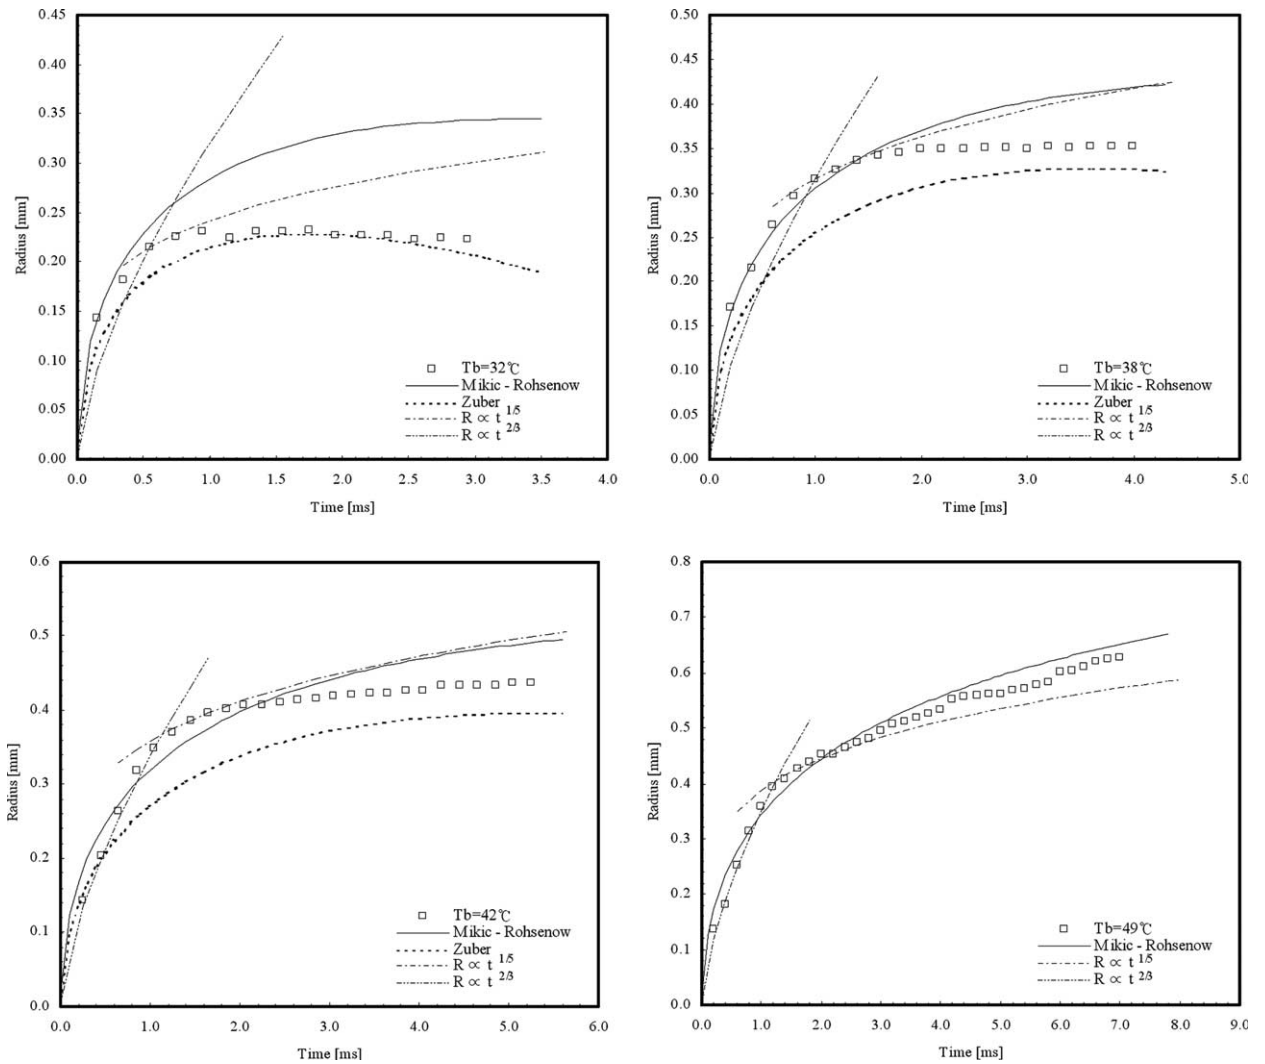 0.45
0.40
0.35
0.30
0.25
0.20
0.15
0.10
0.05
0.00
Radius [mm]
0.0 0.5 1.0 1.5 2.0 2.5 3.0 3.5 4.0
Time [ms]
Tb=32℃
Mikic - Rohsenow
Zuber
R ∝ t 1/5
R ∝ t 2/3
0.50
0.45
0.40
0.35
0.30
0.25
0.20
0.15
0.10
0.05
0.00
Radius [mm]
0.0 1.0 2.0 3.0 4.0 5.0
Time [ms]
Tb=38℃
Mikic - Rohsenow
Zuber
R ∝ t 1/5
R ∝ t 2/3
0.6
0.5
0.4
0.3
0.2
0.1
0.0
Radius [mm]
0.0 1.0 2.0 3.0 4.0 5.0 6.0
Time [ms]
Tb=42℃
Mikic - Rohsenow
Zuber
R ∝ t 1/5
R ∝ t 2/3
0.8
0.7
0.6
0.5
0.4
0.3
0.2
0.1
0.0
Radius [mm]
0.0 1.0 2.0 3.0 4.0 5.0 6.0 7.0 8.0 9.0
Time [ms]
Tb=49℃
Mikic - Rohsenow
R ∝ t 1/5
R ∝ t 2/3